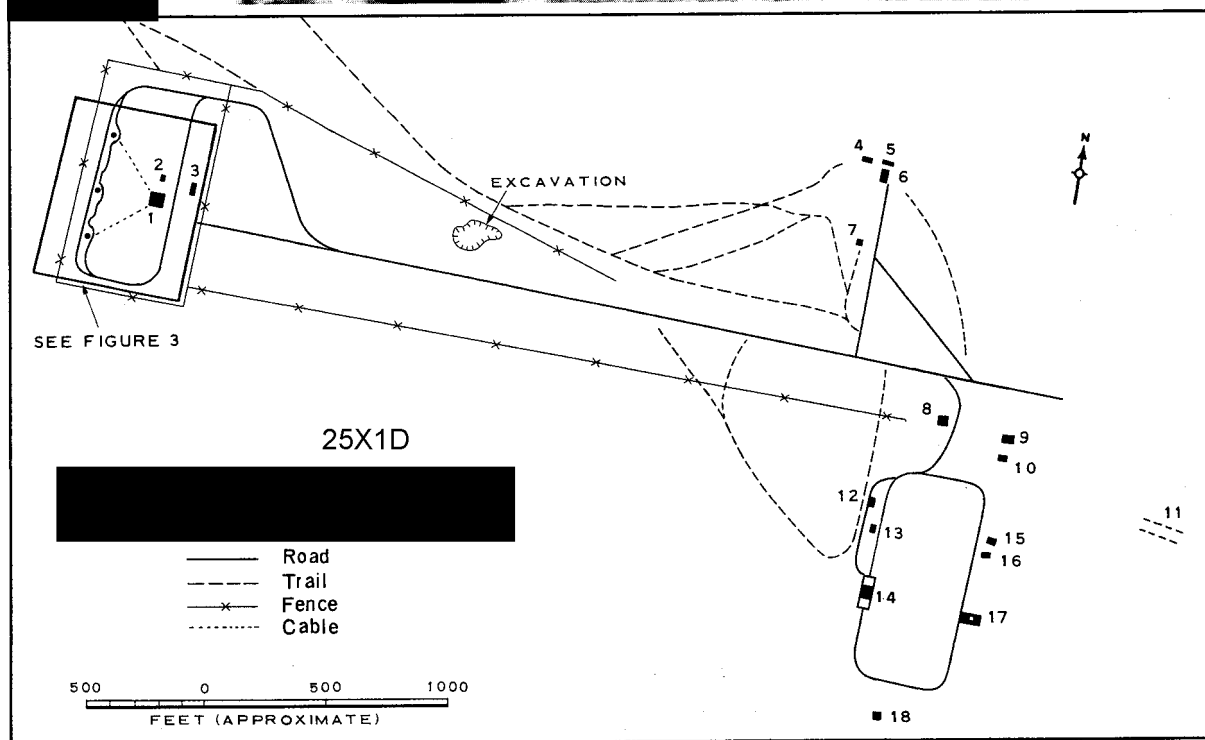 N
4
5
6
EXCAVATION
7
2
3
1
SEE FIGURE 3
8
9
25X1D
10
12
11
13
15
16
14
17
Road
Trail
Fence
Cable
500 0 500 1000
FEET (APPROXIMATE)
18